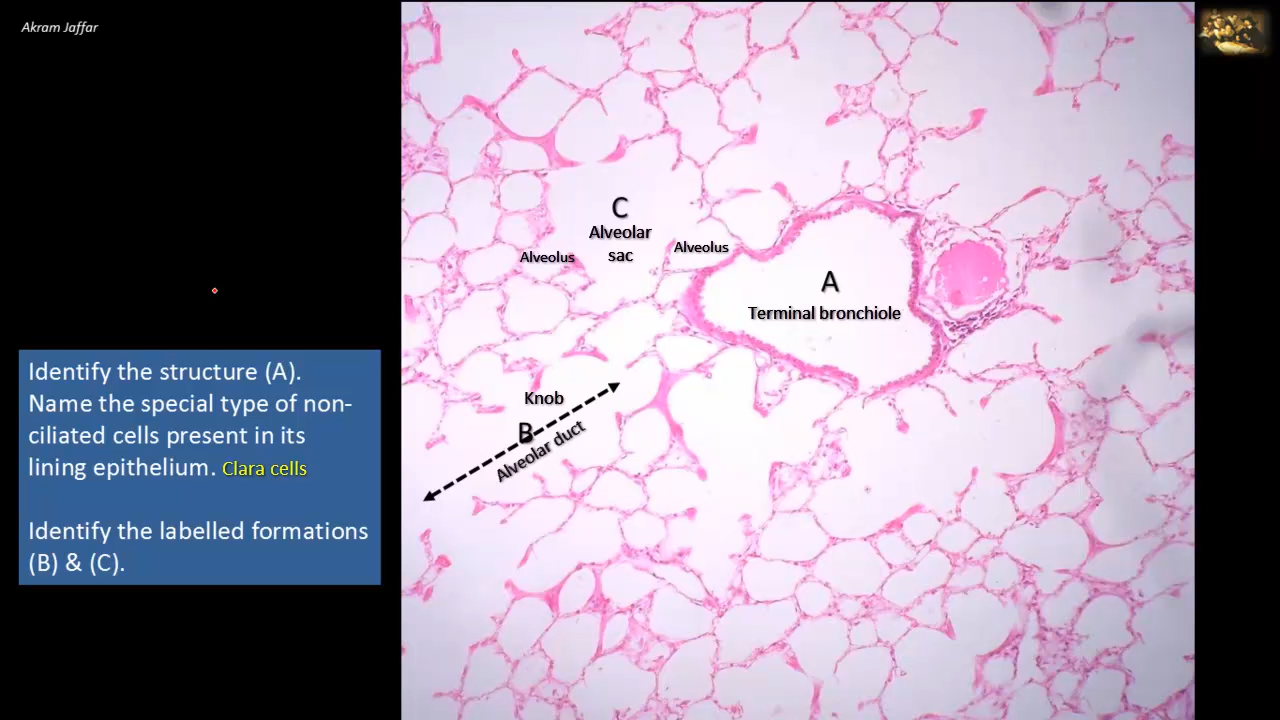 Akram Jaffar
Identify the structure (A).
Name the special type of non-
ciliated cells present in its
lining epithelium. Clara cells
Identify the labelled formations
(B) & (C).
C
Alveolar
sac
Alveolus
Alveolus
A
Terminal bronchiole
Knob
B
Alveolar duct